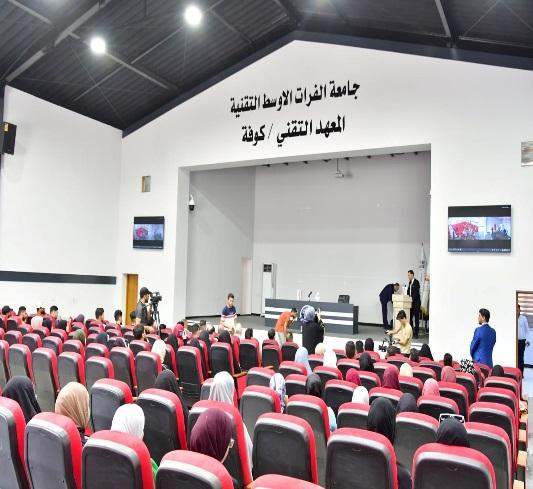 جامعة الفرات الاوسط التقنية
المعهد التقني / كوفة